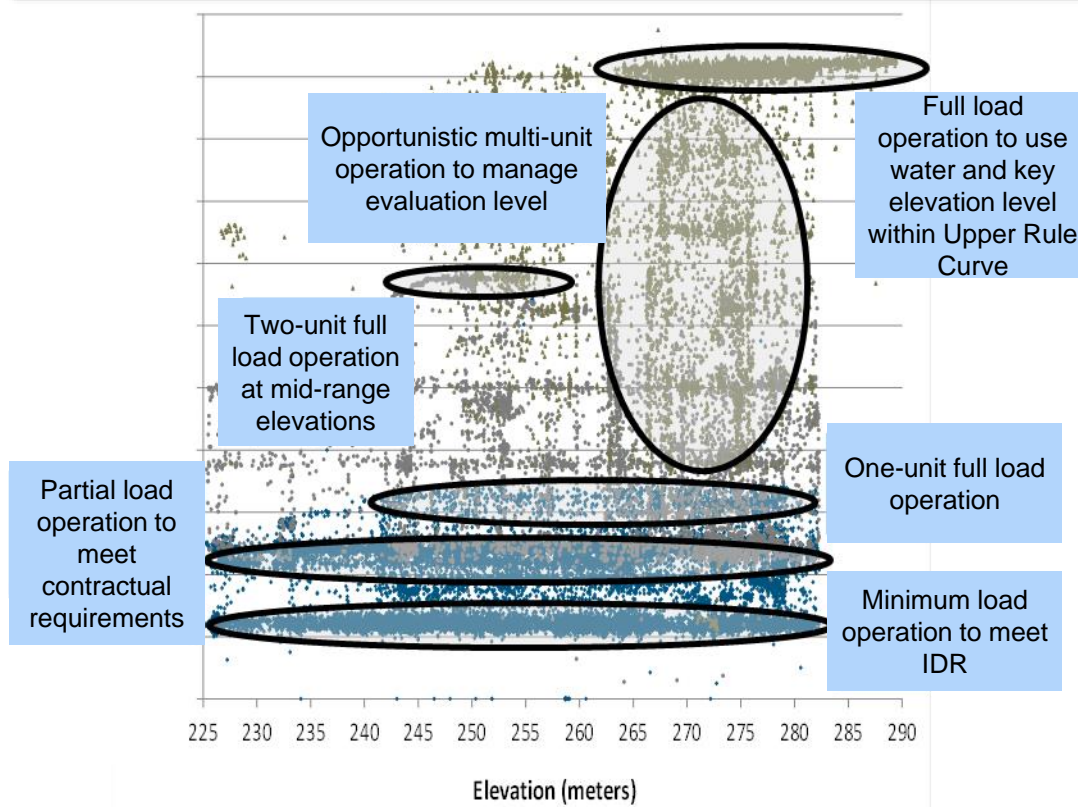 Opportunistic multi-unit
operation to manage
evaluation level
Full load
operation to use
water and key
elevation level
within Upper Rule
Curve
Two-unit full
load operation
at mid-range
elevations
One-unit full load
operation
Partial load
operation to
meet
contractual
requirements
Minimum load
operation to meet
IDR
225 230 235 240 245 250 255 260 265 270 275 280 285 290
Elevation (meters)